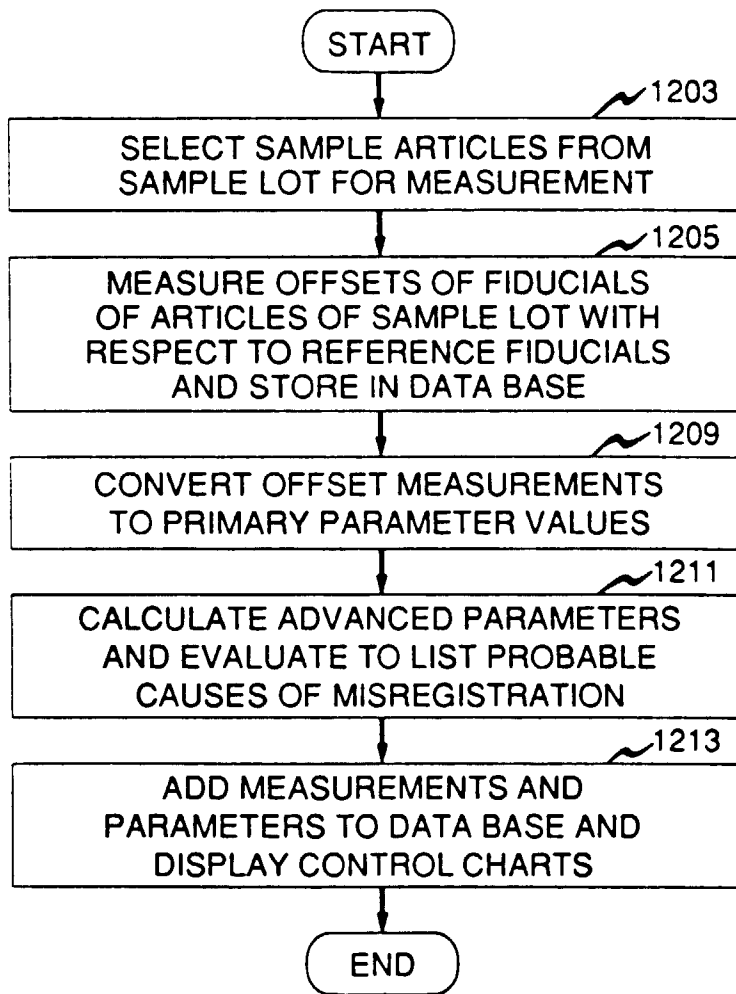 START
1203
SELECT SAMPLE ARTICLES FROM
SAMPLE LOT FOR MEASUREMENT
1205
MEASURE OFFSETS OF FIDUCIALS
OF ARTICLES OF SAMPLE LOT WITH
RESPECT TO REFERENCE FIDUCIALS
AND STORE IN DATA BASE
1209
CONVERT OFFSET MEASUREMENTS
TO PRIMARY PARAMETER VALUES
1211
CALCULATE ADVANCED PARAMETERS
AND EVALUATE TO LIST PROBABLE
CAUSES OF MISREGISTRATION
1213
ADD MEASUREMENTS AND
PARAMETERS TO DATA BASE AND
DISPLAY CONTROL CHARTS
END